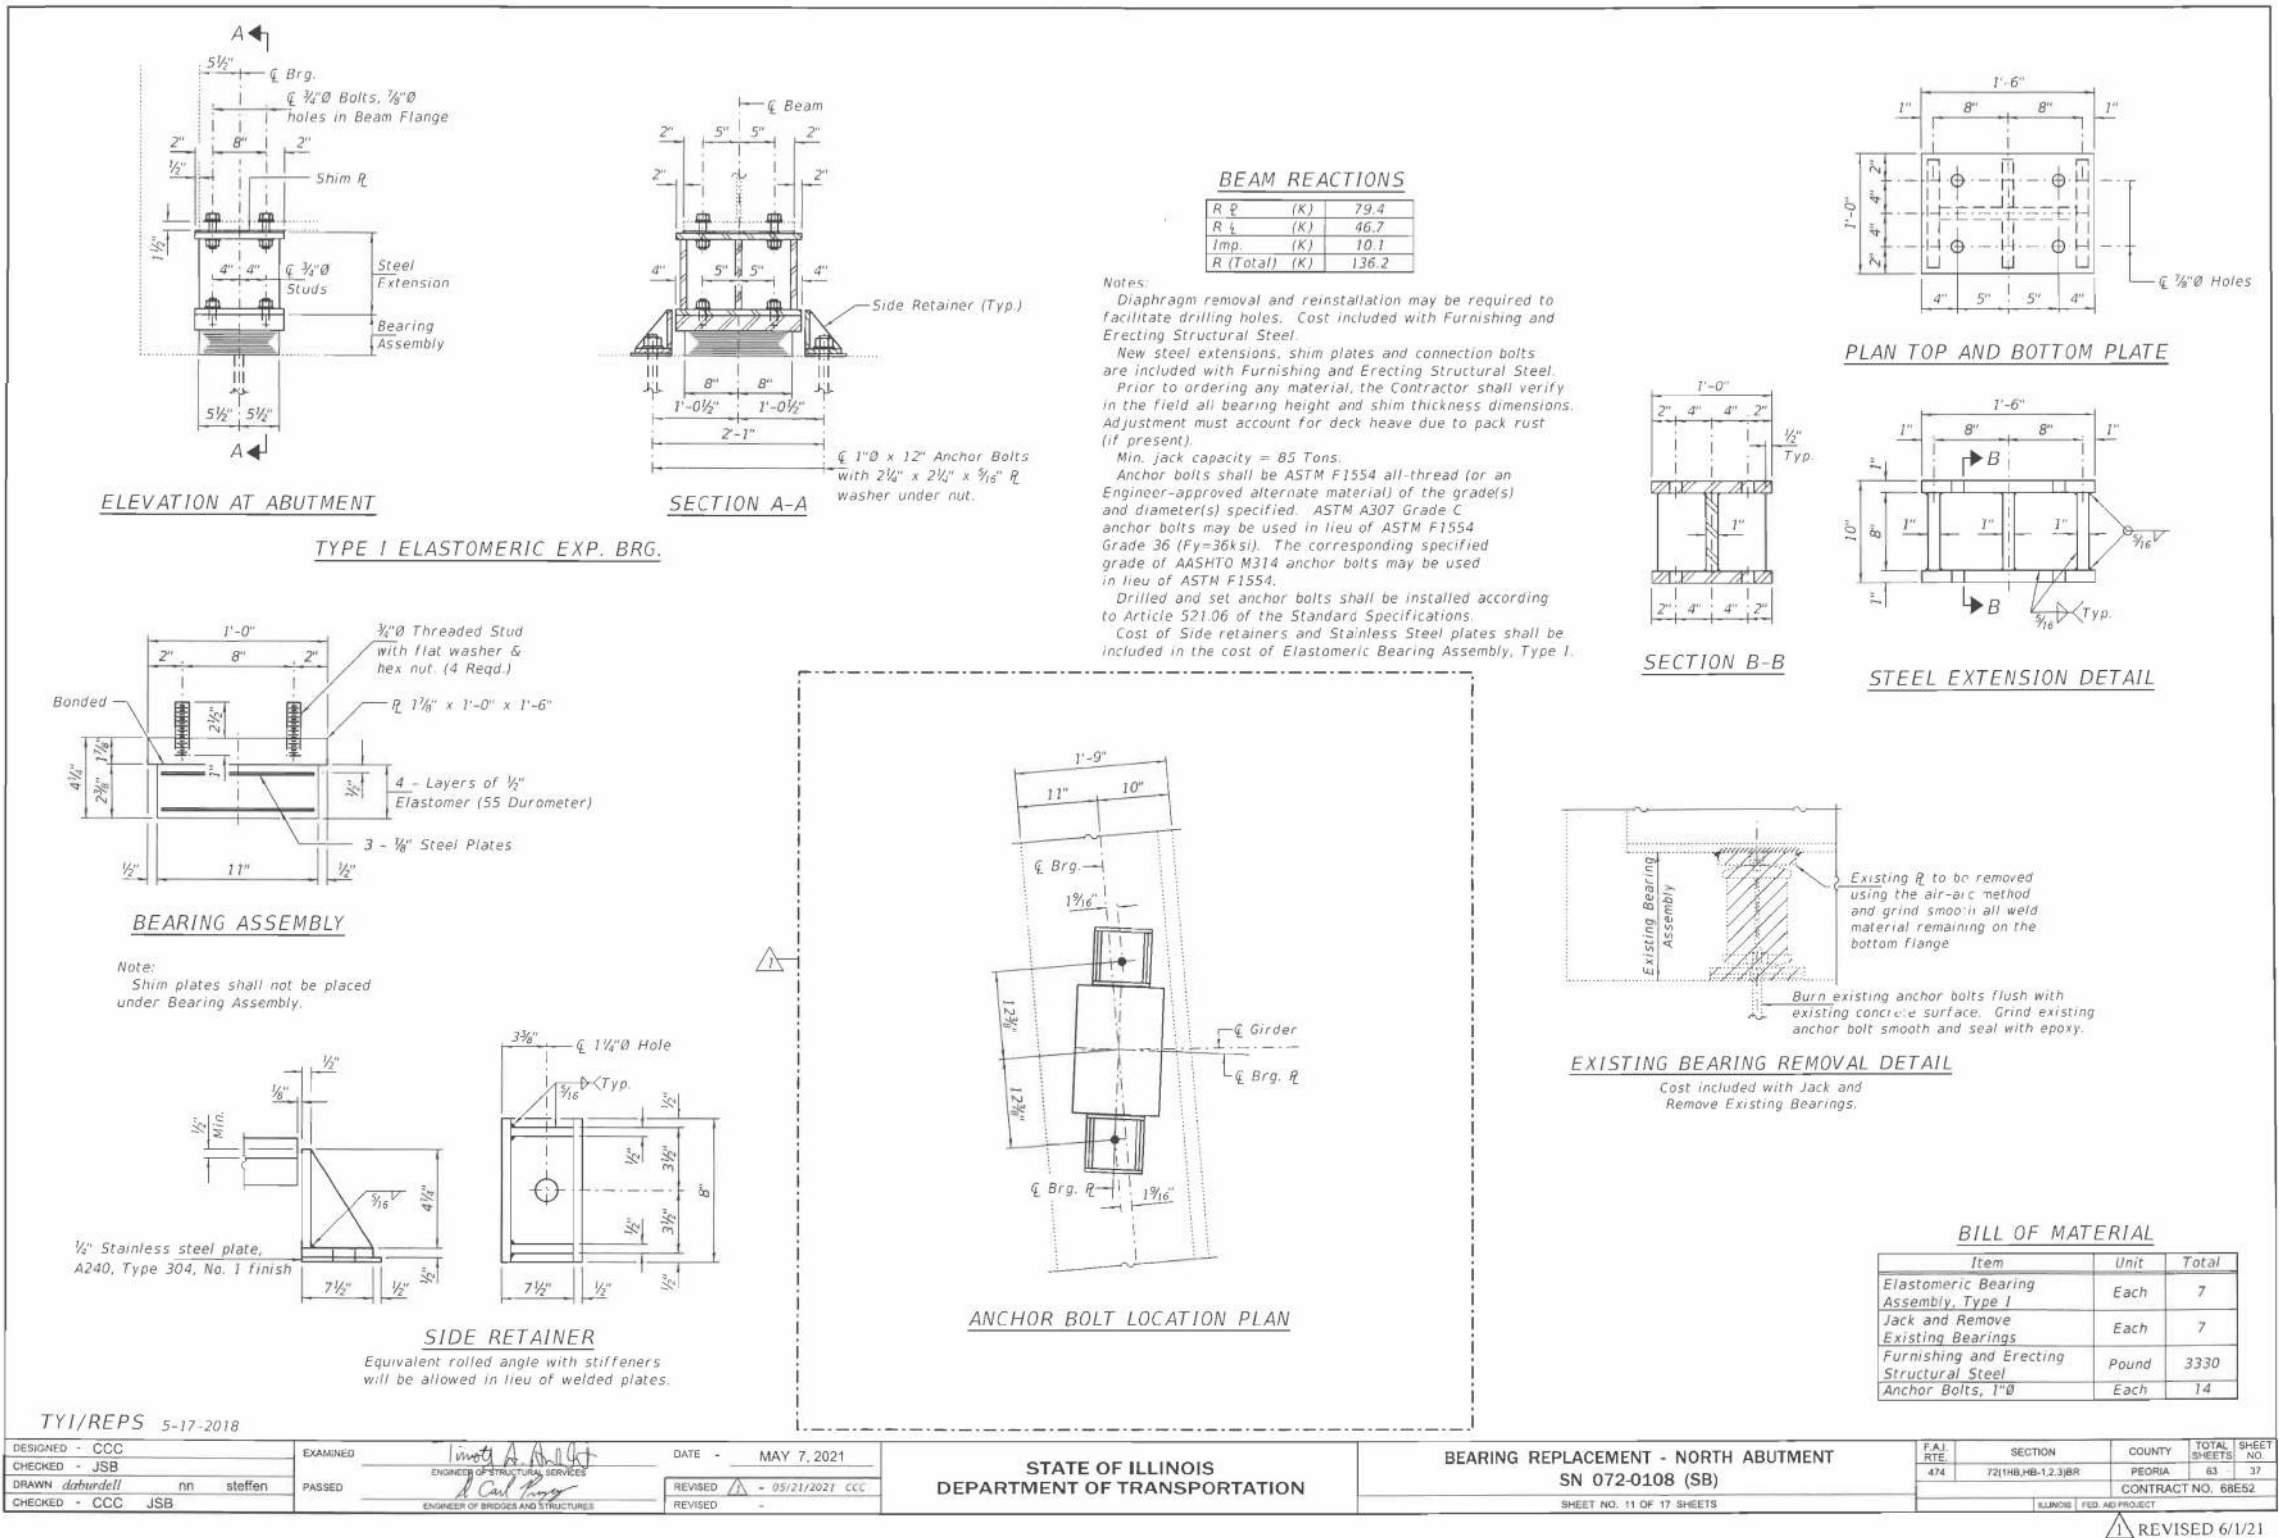 A
5½"
℄ Brg.
℄ ¾"Ø Bolts, ⅞"Ø
holes in Beam Flange
2" 8" 2"
½"
Shim ℙ
1½"
4" 4" ℄ ¾"Ø
Studs
Steel
Extension
Bearing
Assembly
5½" 5½"
A
ELEVATION AT ABUTMENT
℄ Beam
2" 5" 5" 2"
2" 2"
4" 5" 5" 4"
Side Retainer (Typ.)
8" 8"
1'-0½" 1'-0½"
2'-1"
℄ 1"Ø x 12" Anchor Bolts
with 2¼" x 2¼" x 5/16" ℙ
washer under nut.
SECTION A-A
TYPE I ELASTOMERIC EXP. BRG.
BEAM REACTIONS
R ℙ (K) 79.4
R ℄ (K) 46.7
Imp. (K) 10.1
R (Total) (K) 136.2
Notes:
Diaphragm removal and reinstallation may be required to
facilitate drilling holes. Cost included with Furnishing and
Erecting Structural Steel.
New steel extensions, shim plates and connection bolts
are included with Furnishing and Erecting Structural Steel.
Prior to ordering any material, the Contractor shall verify
in the field all bearing height and shim thickness dimensions.
Adjustment must account for deck heave due to pack rust
(if present).
Min. jack capacity = 85 Tons.
Anchor bolts shall be ASTM F1554 all-thread (or an
Engineer-approved alternate material) of the grade(s)
and diameter(s) specified. ASTM A307 Grade C
anchor bolts may be used in lieu of ASTM F1554
Grade 36 (Fy=36ksi). The corresponding specified
grade of AASHTO M314 anchor bolts may be used
in lieu of ASTM F1554.
Drilled and set anchor bolts shall be installed according
to Article 521.06 of the Standard Specifications.
Cost of Side retainers and Stainless Steel plates shall be
included in the cost of Elastomeric Bearing Assembly, Type I.
1'-6"
1" 8" 8" 1"
1'-0"
2" 4" 4" 2"
4" 5" 5" 4"
℄ ⅞"Ø Holes
PLAN TOP AND BOTTOM PLATE
1'-0"
2" 4" 4" 2"
½"
Typ.
1"
2" 4" 4" 2"
SECTION B-B
1'-6"
1" 8" 8" 1"
B
1"
10" 8" 1" 1" 1"
5/16
1"
B
5/16 Typ.
STEEL EXTENSION DETAIL
1'-0"
2" 8" 2"
¾"Ø Threaded Stud
with flat washer &
hex nut. (4 Reqd.)
Bonded
2½"
ℙ 1⅞" x 1'-0" x 1'-6"
4¼" 1⅞" 2⅜" 1" ½"
4 - Layers of ½"
Elastomer (55 Durometer)
3 - ⅛" Steel Plates
½" 11" ½"
BEARING ASSEMBLY
Note:
Shim plates shall not be placed
under Bearing Assembly.
½"
⅛"
½"
Min.
5/16
4¼"
¼" Stainless steel plate,
A240, Type 304, No. 1 finish
7½" ½" ½"
3⅜" ℄ 1¼"Ø Hole
5/16 Typ.
½"
½" 3½"
8"
½" 3½"
½"
7½" ½"
SIDE RETAINER
Equivalent rolled angle with stiffeners
will be allowed in lieu of welded plates.
1
1'-9"
11" 10"
℄ Brg.
1 9/16"
12⅜"
℄ Girder
℄ Brg. ℙ
12⅜"
℄ Brg. ℙ
1 9/16"
ANCHOR BOLT LOCATION PLAN
Existing Bearing
Assembly
Existing ℙ to be removed
using the air-arc method
and grind smooth all weld
material remaining on the
bottom flange
Burn existing anchor bolts flush with
existing concrete surface. Grind existing
anchor bolt smooth and seal with epoxy.
EXISTING BEARING REMOVAL DETAIL
Cost included with Jack and
Remove Existing Bearings.
BILL OF MATERIAL
Item Unit Total
Elastomeric Bearing
Assembly, Type I Each 7
Jack and Remove
Existing Bearings Each 7
Furnishing and Erecting
Structural Steel Pound 3330
Anchor Bolts, 1"Ø Each 14
TY1/REPS 5-17-2018
DESIGNED - CCC
CHECKED - JSB
DRAWN daburdell nn steffen
CHECKED - CCC JSB
EXAMINED
ENGINEER OF STRUCTURAL SERVICES
PASSED
ENGINEER OF BRIDGES AND STRUCTURES
DATE - MAY 7, 2021
REVISED 1 - 05/21/2021 CCC
REVISED -
STATE OF ILLINOIS
DEPARTMENT OF TRANSPORTATION
BEARING REPLACEMENT - NORTH ABUTMENT
SN 072-0108 (SB)
SHEET NO. 11 OF 17 SHEETS
F.A.I. RTE. SECTION COUNTY TOTAL SHEETS SHEET NO.
474 72(1HB,HB-1,2,3)BR PEORIA 63 37
CONTRACT NO. 68E52
ILLINOIS FED. AID PROJECT
1 REVISED 6/1/21